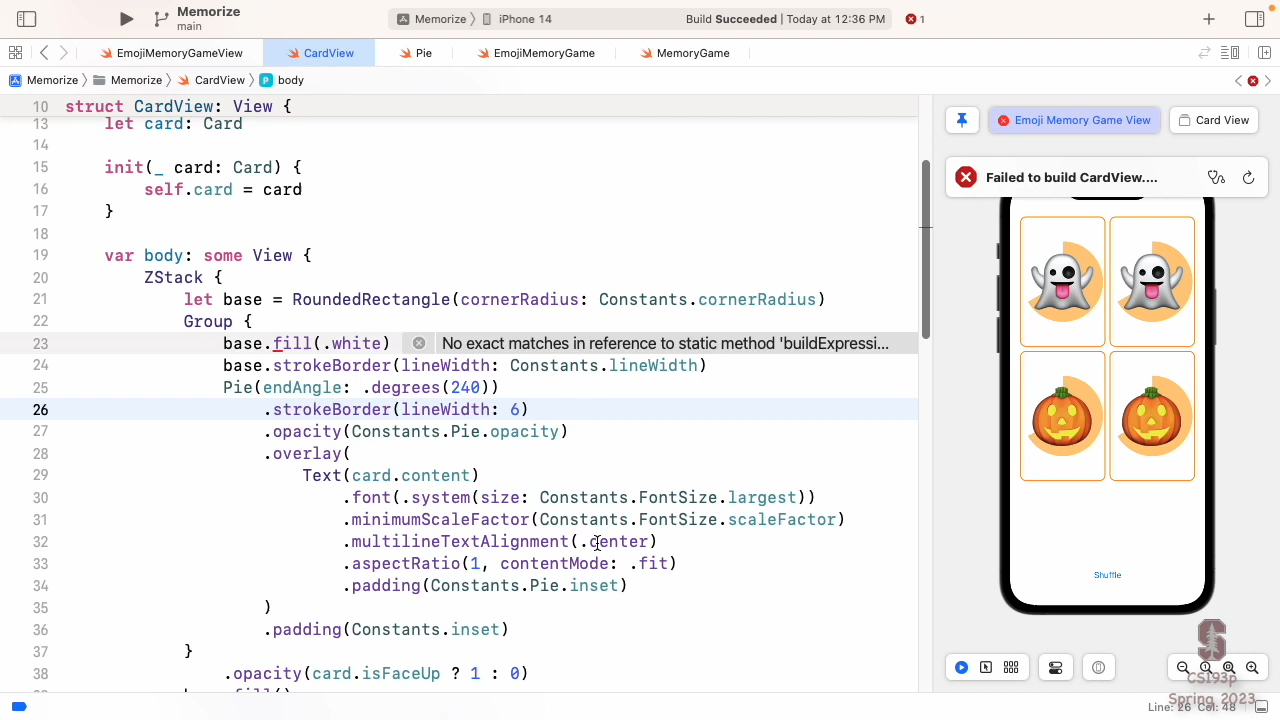 Memorize
main
Memorize 〉 iPhone 14
Build Succeeded | Today at 12:36 PM
1
EmojiMemoryGameView
CardView
Pie
EmojiMemoryGame
MemoryGame
Memorize 〉 Memorize 〉 CardView 〉 P body
10 struct CardView: View {
13     let card: Card
14
15     init(_ card: Card) {
16         self.card = card
17     }
18
19     var body: some View {
20         ZStack {
21             let base = RoundedRectangle(cornerRadius: Constants.cornerRadius)
22             Group {
23                 base.fill(.white) No exact matches in reference to static method 'buildExpressi...
24                 base.strokeBorder(lineWidth: Constants.lineWidth)
25                 Pie(endAngle: .degrees(240))
26                     .strokeBorder(lineWidth: 6)
27                     .opacity(Constants.Pie.opacity)
28                     .overlay(
29                         Text(card.content)
30                             .font(.system(size: Constants.FontSize.largest))
31                             .minimumScaleFactor(Constants.FontSize.scaleFactor)
32                             .multilineTextAlignment(.center)
33                             .aspectRatio(1, contentMode: .fit)
34                             .padding(Constants.Pie.inset)
35                     )
36                     .padding(Constants.inset)
37             }
38                 .opacity(card.isFaceUp ? 1 : 0)
Emoji Memory Game View
Card View
Failed to build CardView....
Shuffle
CS193p
Spring 2023
Line: 26 Col: 48